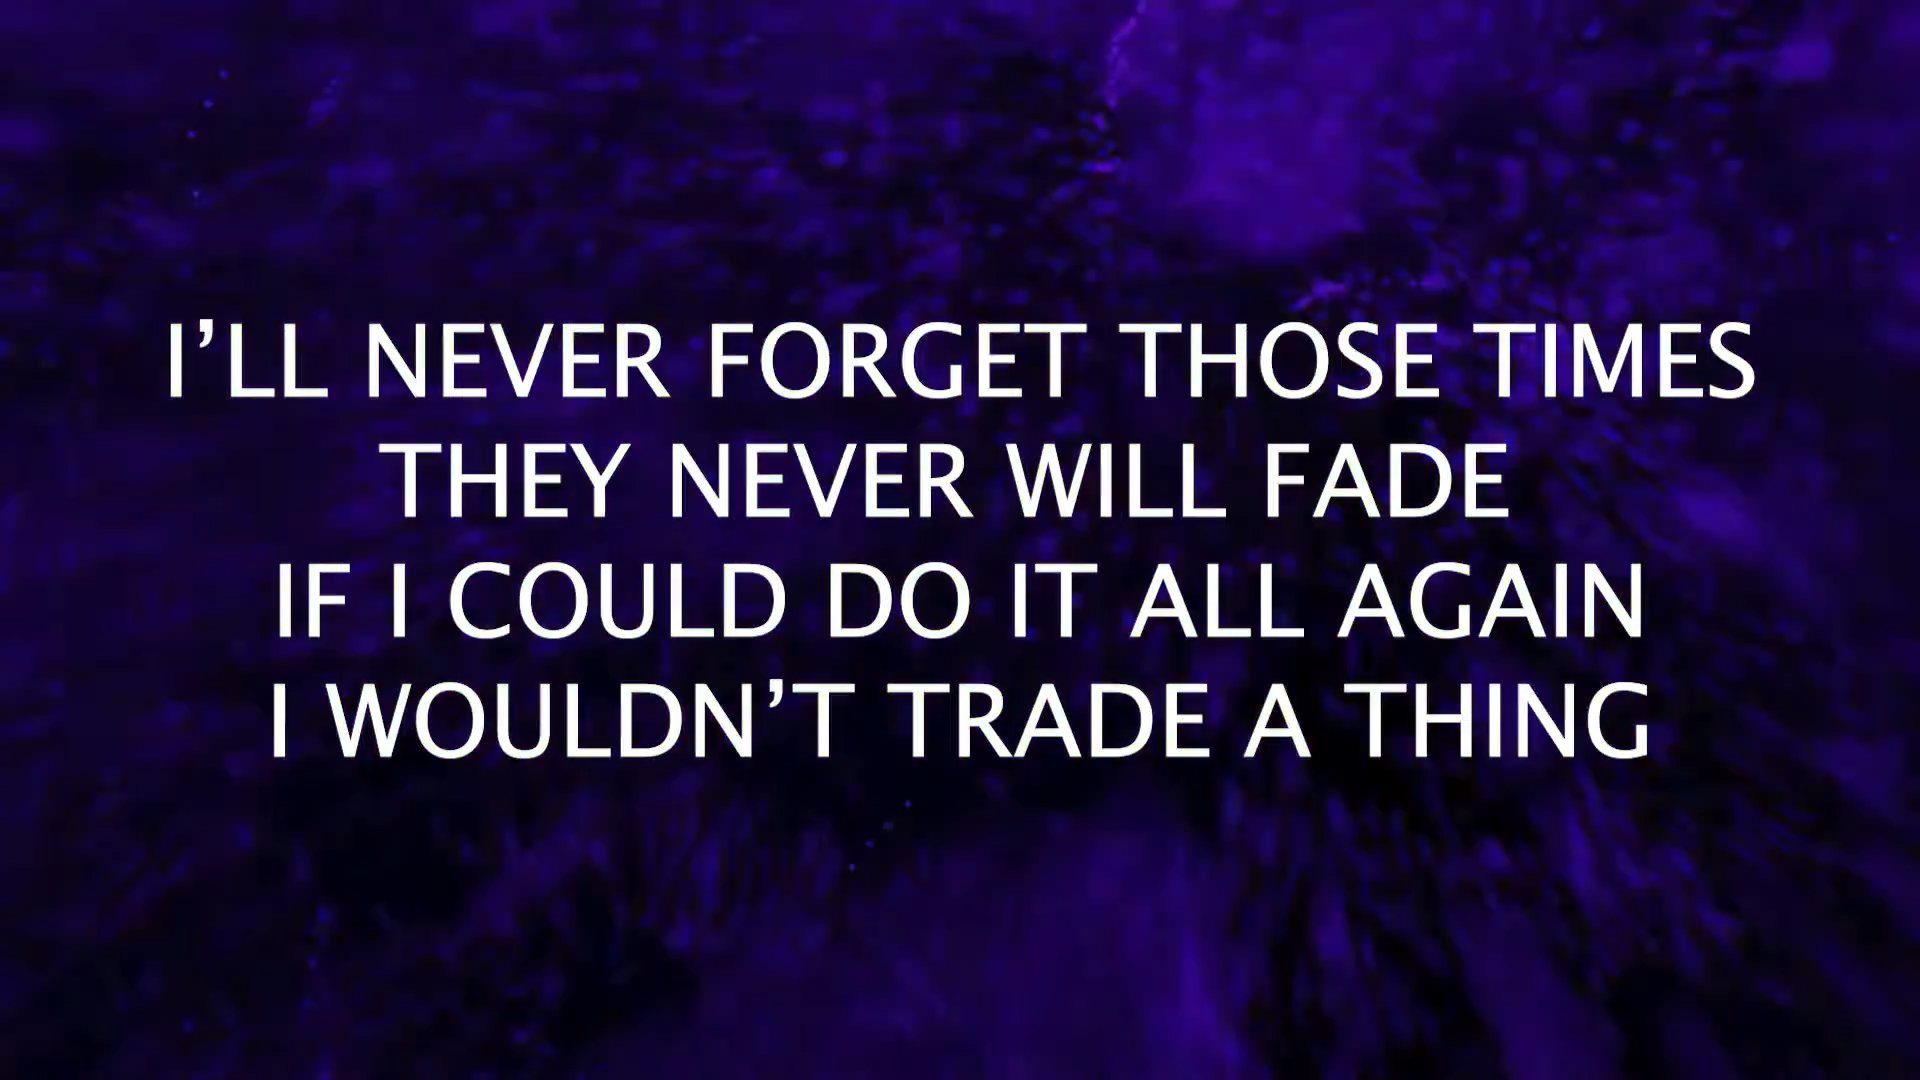 I’LL NEVER FORGET THOSE TIMES
THEY NEVER WILL FADE
IF I COULD DO IT ALL AGAIN
I WOULDN’T TRADE A THING